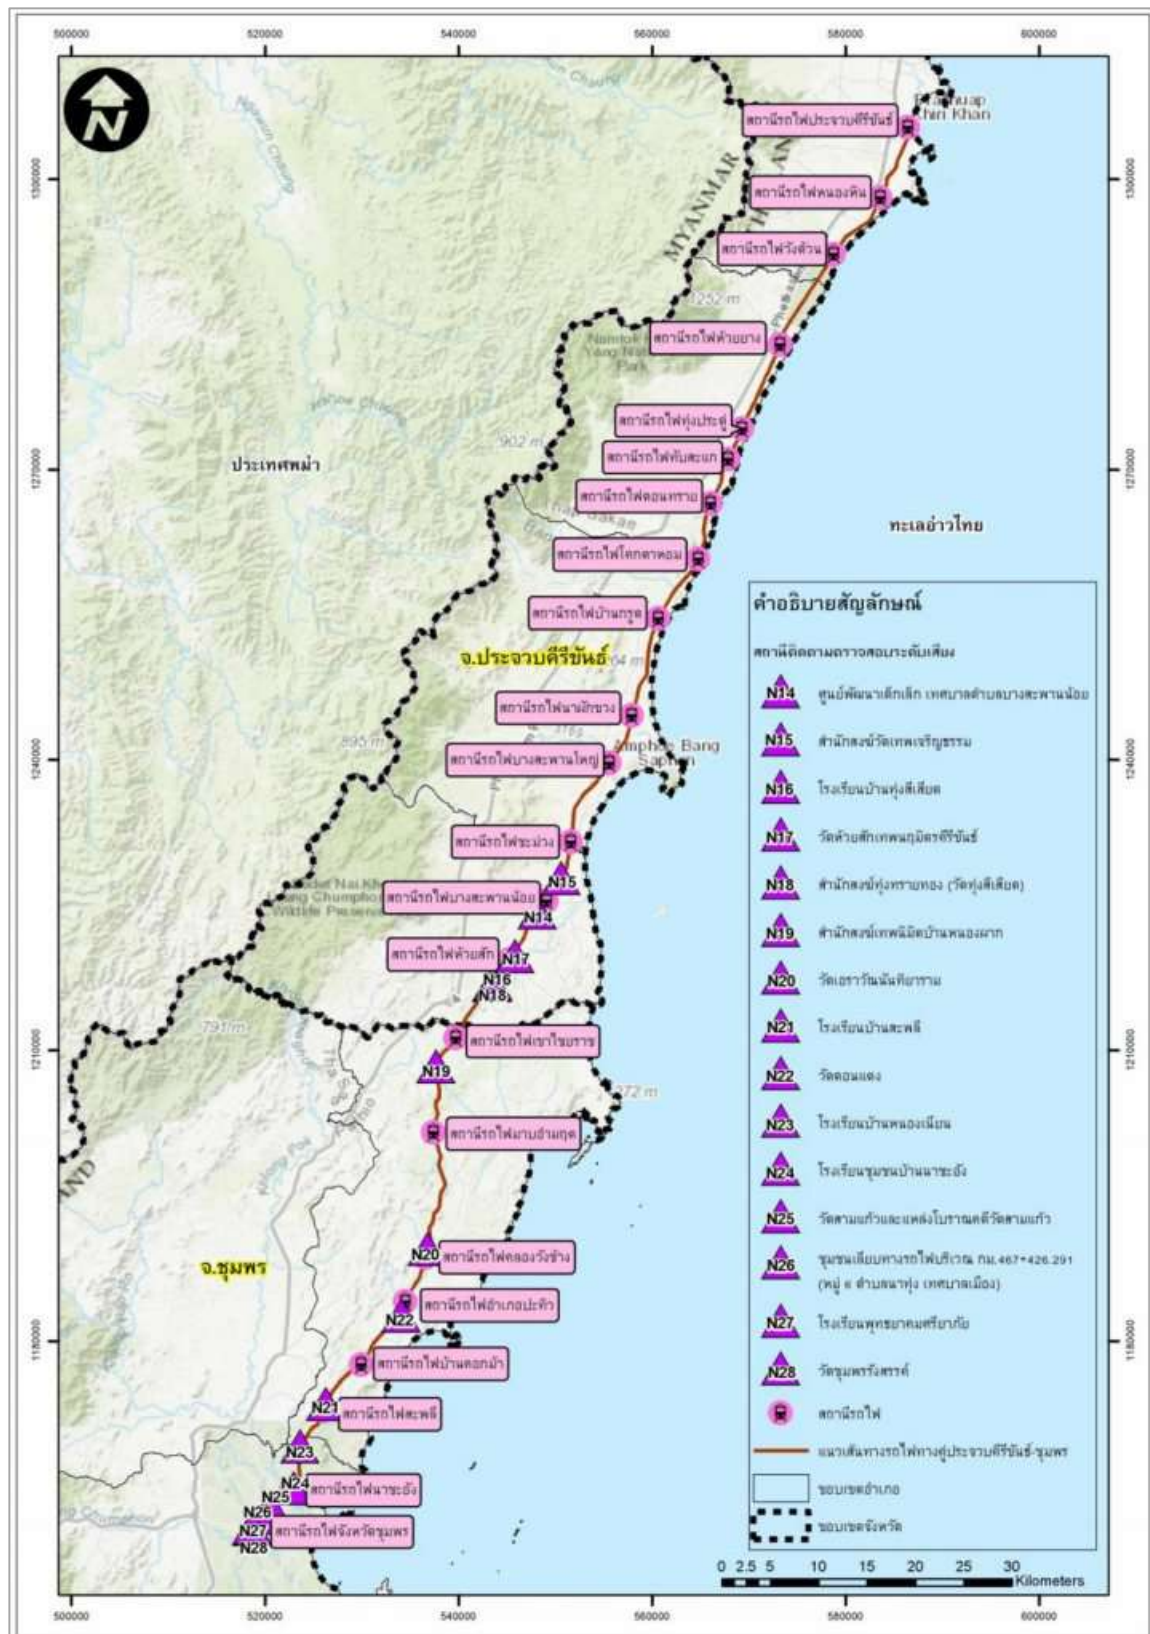 500000 520000 540000 560000 580000 600000
N
Prachuap
Khiri Khan
สถานีรถไฟประจวบคีรีขันธ์
1300000
1300000
MYANMAR
สถานีรถไฟหนองหิน
สถานีรถไฟวังด้วน
1252 m
สถานีรถไฟห้วยยาง
Park
สถานีรถไฟทุ่งประดู่
902 m
สถานีรถไฟทับสะแก
ประเทศพม่า
1270000
1270000
สถานีรถไฟดอนทราย
Thap Sakae
ทะเลอ่าวไทย
สถานีรถไฟโคกตาหอม
สถานีรถไฟบ้านกรูด
จ.ประจวบคีรีขันธ์
สถานีรถไฟนาผักขวง
895 m
Amphoe Bang
Saphan
สถานีรถไฟบางสะพานใหญ่
1240000
1240000
สถานีรถไฟชะม่วง
N15
สถานีรถไฟบางสะพานน้อย
N14
Wildlife Preserve
สถานีรถไฟห้วยสัก
N17
N16
N18
791 m
สถานีรถไฟเขาไชยราช
1210000
1210000
N19
272 m
สถานีรถไฟมาบอำมฤต
N20
สถานีรถไฟคลองวังช้าง
จ.ชุมพร
สถานีรถไฟอำเภอปะทิว
N22
1180000
1180000
สถานีรถไฟบ้านคอกม้า
N21
สถานีรถไฟสะพลี
N23
N24
สถานีรถไฟนาชะอัง
N25
N26
N27
สถานีรถไฟจังหวัดชุมพร
N28
คำอธิบายสัญลักษณ์
สถานีติดตามตรวจสอบระดับเสียง
N14 ศูนย์พัฒนาเด็กเล็ก เทศบาลตำบลบางสะพานน้อย
N15 สำนักสงฆ์วัดเทพเจริญธรรม
N16 โรงเรียนบ้านทุ่งสีเสียด
N17 วัดห้วยสักเทพนฤมิตรคีรีขันธ์
N18 สำนักสงฆ์ทุ่งทรายทอง (วัดทุ่งสีเสียด)
N19 สำนักสงฆ์เทพนิมิตบ้านหนองผาก
N20 วัดเอราวัณนันทิยาราม
N21 โรงเรียนบ้านสะพลี
N22 วัดดอนแตง
N23 โรงเรียนบ้านหนองเนียน
N24 โรงเรียนชุมชนบ้านนาชะอัง
N25 วัดสามแก้วและแหล่งโบราณคดีวัดสามแก้ว
N26 ชุมชนเลียบทางรถไฟบริเวณ กม.467+426.291
(หมู่ ๕ ตำบลนาทุ่ง เทศบาลเมือง)
N27 โรงเรียนพุทธยาคมศรียาภัย
N28 วัดชุมพรรังสรรค์
สถานีรถไฟ
แนวเส้นทางรถไฟทางคู่ประจวบคีรีขันธ์-ชุมพร
ขอบเขตอำเภอ
ขอบเขตจังหวัด
0 2.5 5 10 15 20 25 30
Kilometers
500000 520000 540000 560000 580000 600000